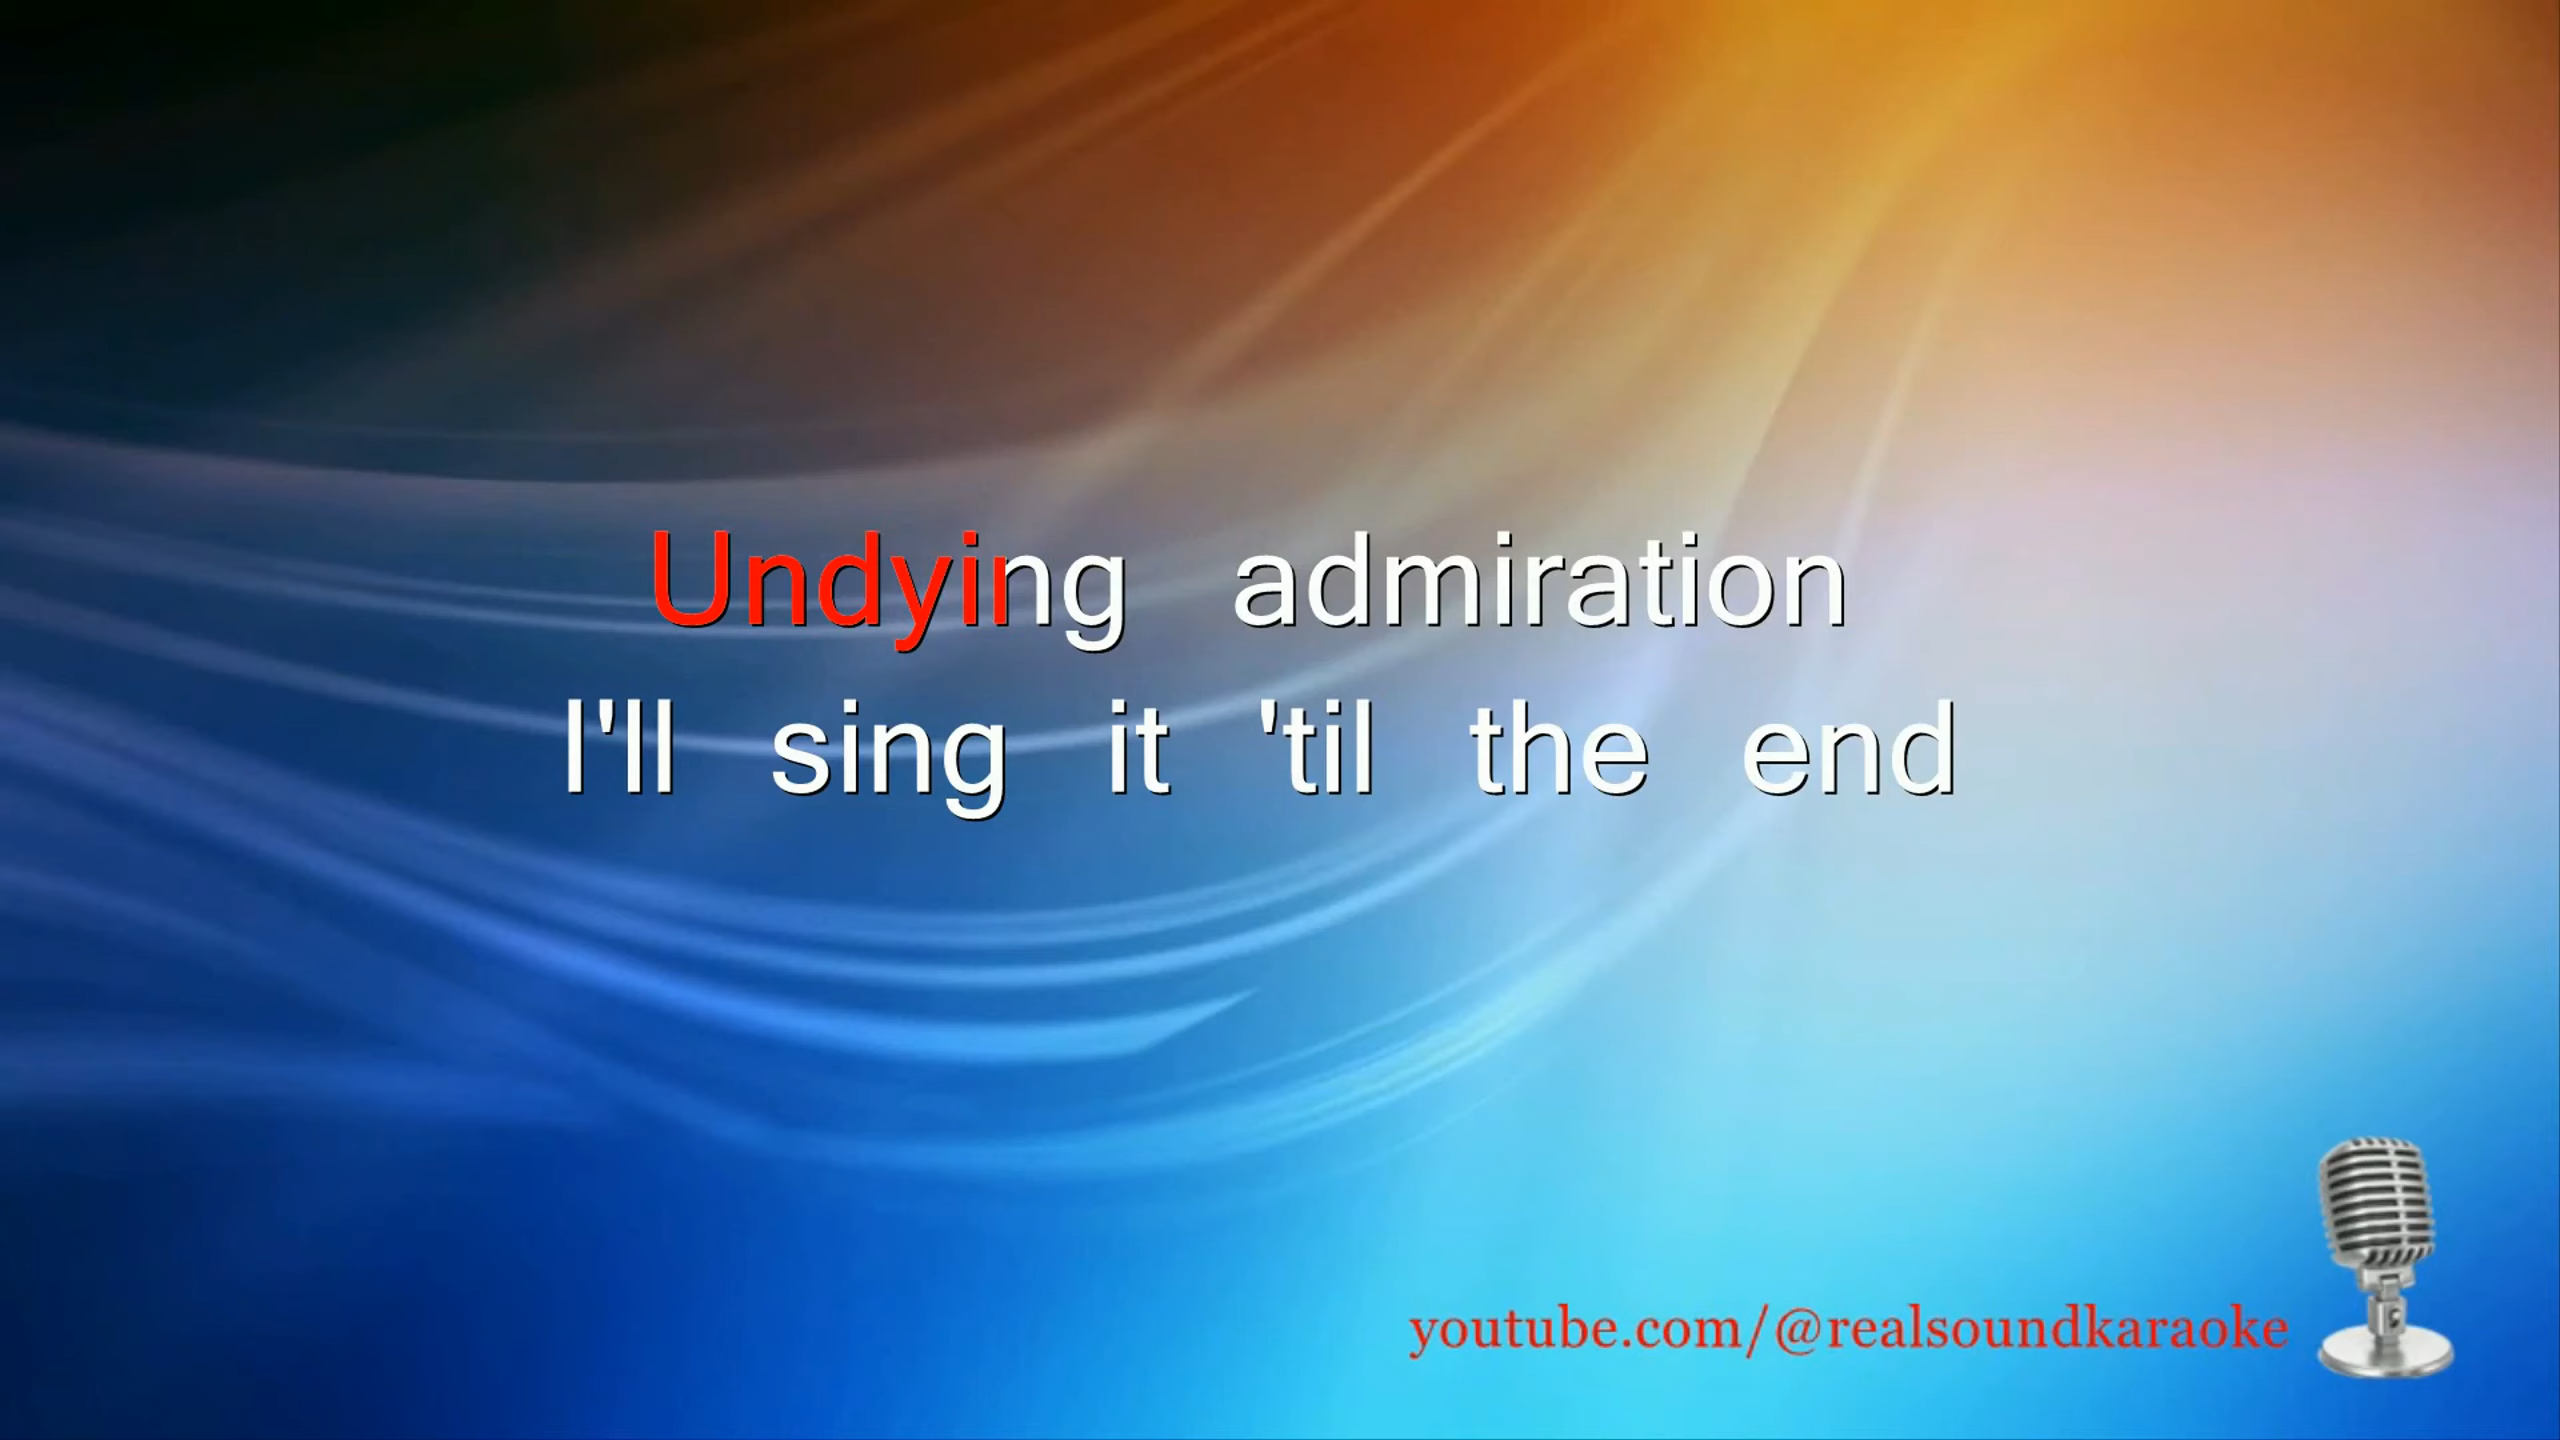 Undying admiration
I'll sing it 'til the end
youtube.com/@realsoundkaraoke